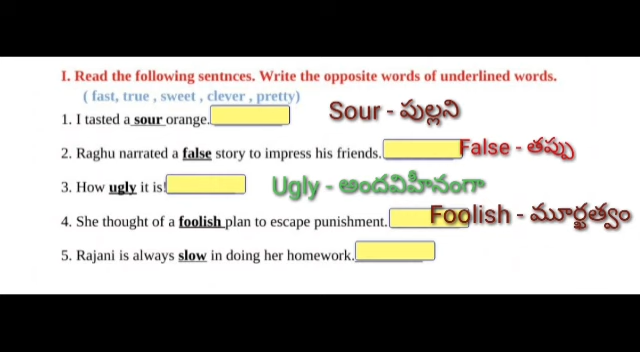 I. Read the following sentnces. Write the opposite words of underlined words.
( fast, true , sweet , clever , pretty)
1. I tasted a sour orange. Sour - పుల్లని
2. Raghu narrated a false story to impress his friends. False - తప్పు
3. How ugly it is! Ugly - అందవిహీనంగా
4. She thought of a foolish plan to escape punishment. Foolish - మూర్ఖత్వం
5. Rajani is always slow in doing her homework.